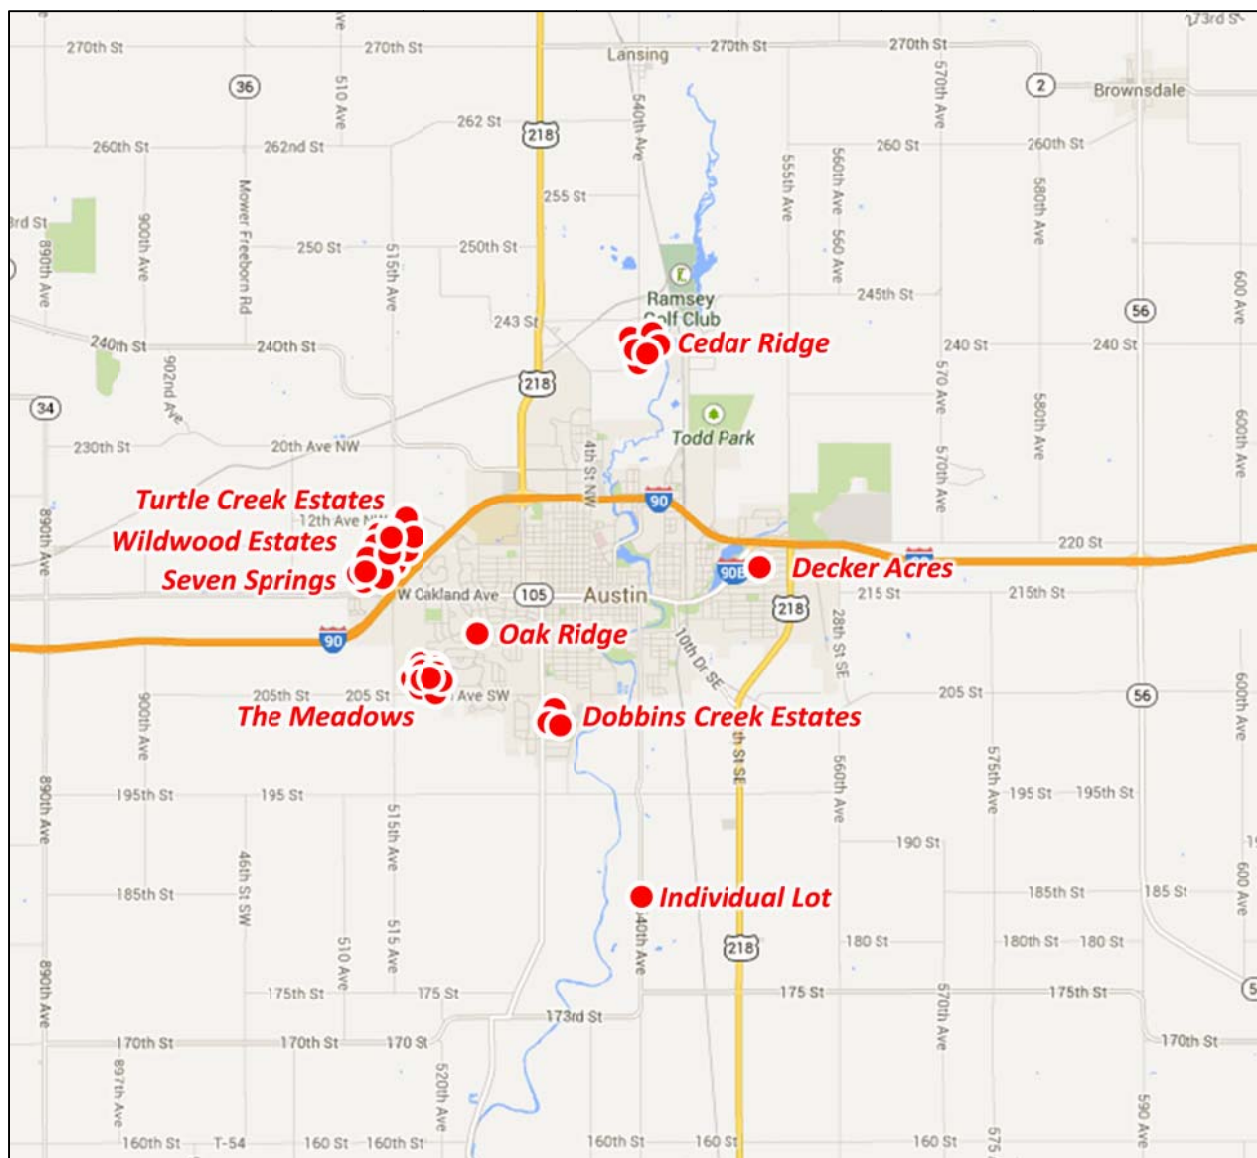 273rd St
270th St
270th St
270th St
270th St
Lansing
36
510 Ave
2
Brownsdale
218
262 St
540th Ave
570th Ave
260th St
262nd St
260 St
260th St
Mower Freeborn Rd
555th Ave
560th Ave
580th Ave
255 St
900th Ave
3rd St
890th Ave
250 St
250th St
515th Ave
560 Ave
600 Ave
Ramsey
Golf Club
245th St
243 St
56
240th St
240th St
Cedar Ridge
240 St
240 St
902nd Ave
218
570 Ave
34
580th Ave
600th Ave
230th St
20th Ave NW
4th St NW
Todd Park
570th Ave
Turtle Creek Estates
90
12th Ave NW
890th Ave
Wildwood Estates
220 St
Seven Springs
90B
Decker Acres
W Oakland Ave
105
Austin
218
215 St
215th St
90
Oak Ridge
10th Dr SE
28th St SE
205th St
205 St
Ave SW
205 St
56
900th Ave
The Meadows
Dobbins Creek Estates
St SE
575th Ave
560th Ave
890th Ave
195th St
195 St
195 St
195th St
515th Ave
190 St
46th St SW
185th St
Individual Lot
185th St
185 St
600 Ave
510 Ave
515 Ave
218
180 St
180th St
180 St
890th Ave
175th St
175 St
175 St
175th St
570th Ave
173rd St
170th St
170th St
170 St
170th St
897th Ave
520th Ave
590 Ave
160th St
T-54
160 St
160th St
160th St
160 St
160 St
575